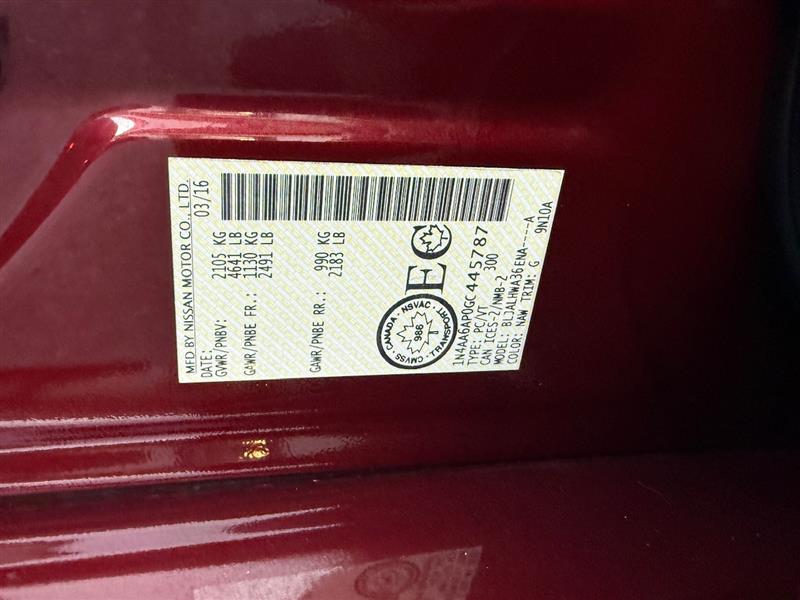 MFD BY NISSAN MOTOR CO., LTD.
DATE: 03/16
GVWR/PNBV: 2105 KG
4641 LB
GAWR/PNBE FR.: 1130 KG
2491 LB
GAWR/PNBE RR.: 990 KG
2183 LB
EC
CANADA · NSVAC · TRANSPORT · CMVSS
986
1N4AA6AP0GC445787
TYPE: PC/VT 300
CAN ICES-2/NMB-2
MODEL: BLJALHWA36ENA----A
COLOR: NAW TRIM: G 9N10A